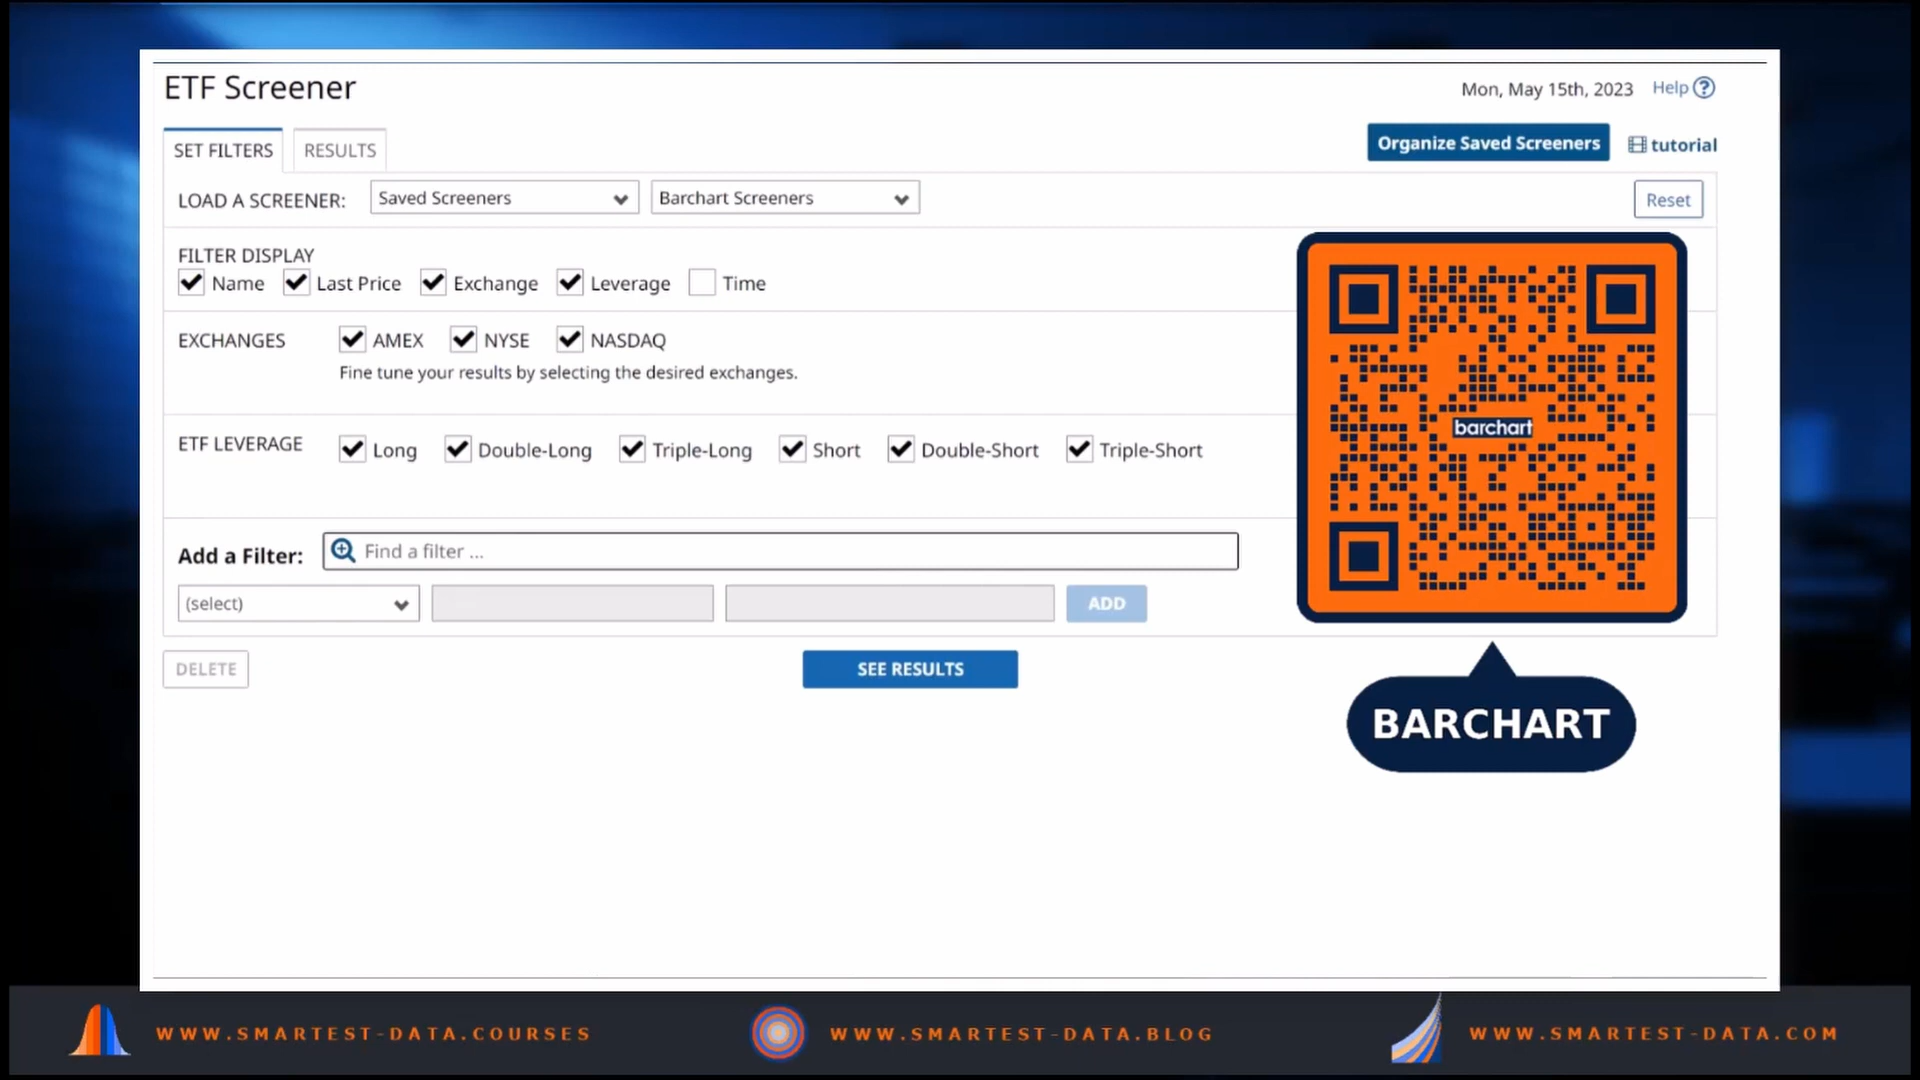 ETF Screener
Mon, May 15th, 2023 Help ?
SET FILTERS RESULTS
Organize Saved Screeners tutorial
LOAD A SCREENER: Saved Screeners Barchart Screeners Reset
FILTER DISPLAY
Name Last Price Exchange Leverage Time
EXCHANGES AMEX NYSE NASDAQ
Fine tune your results by selecting the desired exchanges.
barchart
ETF LEVERAGE Long Double-Long Triple-Long Short Double-Short Triple-Short
Add a Filter: Find a filter ...
(select) ADD
DELETE SEE RESULTS
BARCHART
WWW.SMARTEST-DATA.COURSES WWW.SMARTEST-DATA.BLOG WWW.SMARTEST-DATA.COM